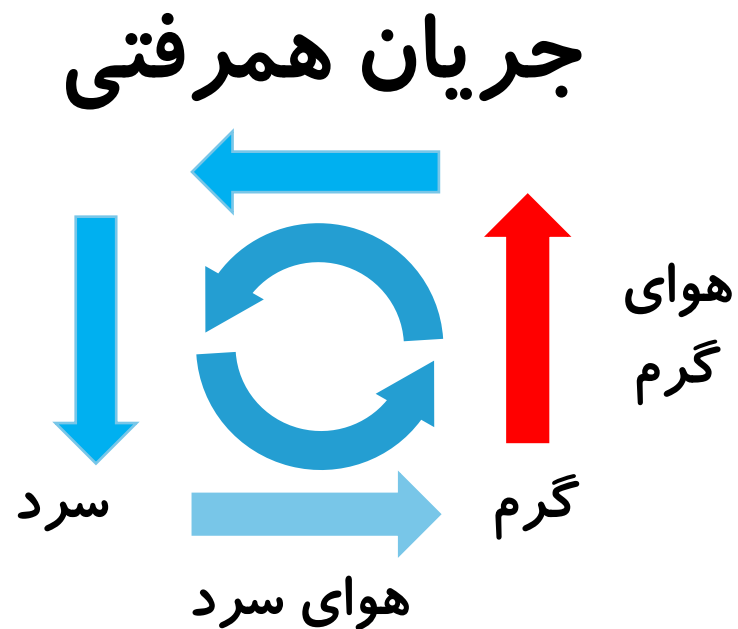 جریان همرفتی
هوای
گرم
گرم
سرد
هوای سرد